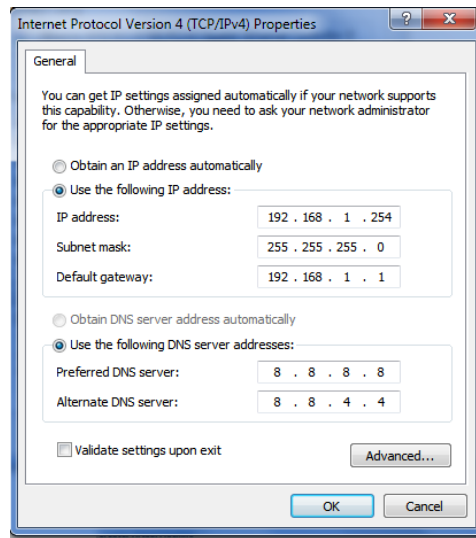 Internet Protocol Version 4 (TCP/IPv4) Properties
?
X
General
You can get IP settings assigned automatically if your network supports
this capability. Otherwise, you need to ask your network administrator
for the appropriate IP settings.
Obtain an IP address automatically
Use the following IP address:
IP address: 192 . 168 . 1 . 254
Subnet mask: 255 . 255 . 255 . 0
Default gateway: 192 . 168 . 1 . 1
Obtain DNS server address automatically
Use the following DNS server addresses:
Preferred DNS server: 8 . 8 . 8 . 8
Alternate DNS server: 8 . 8 . 4 . 4
Validate settings upon exit
Advanced...
OK Cancel